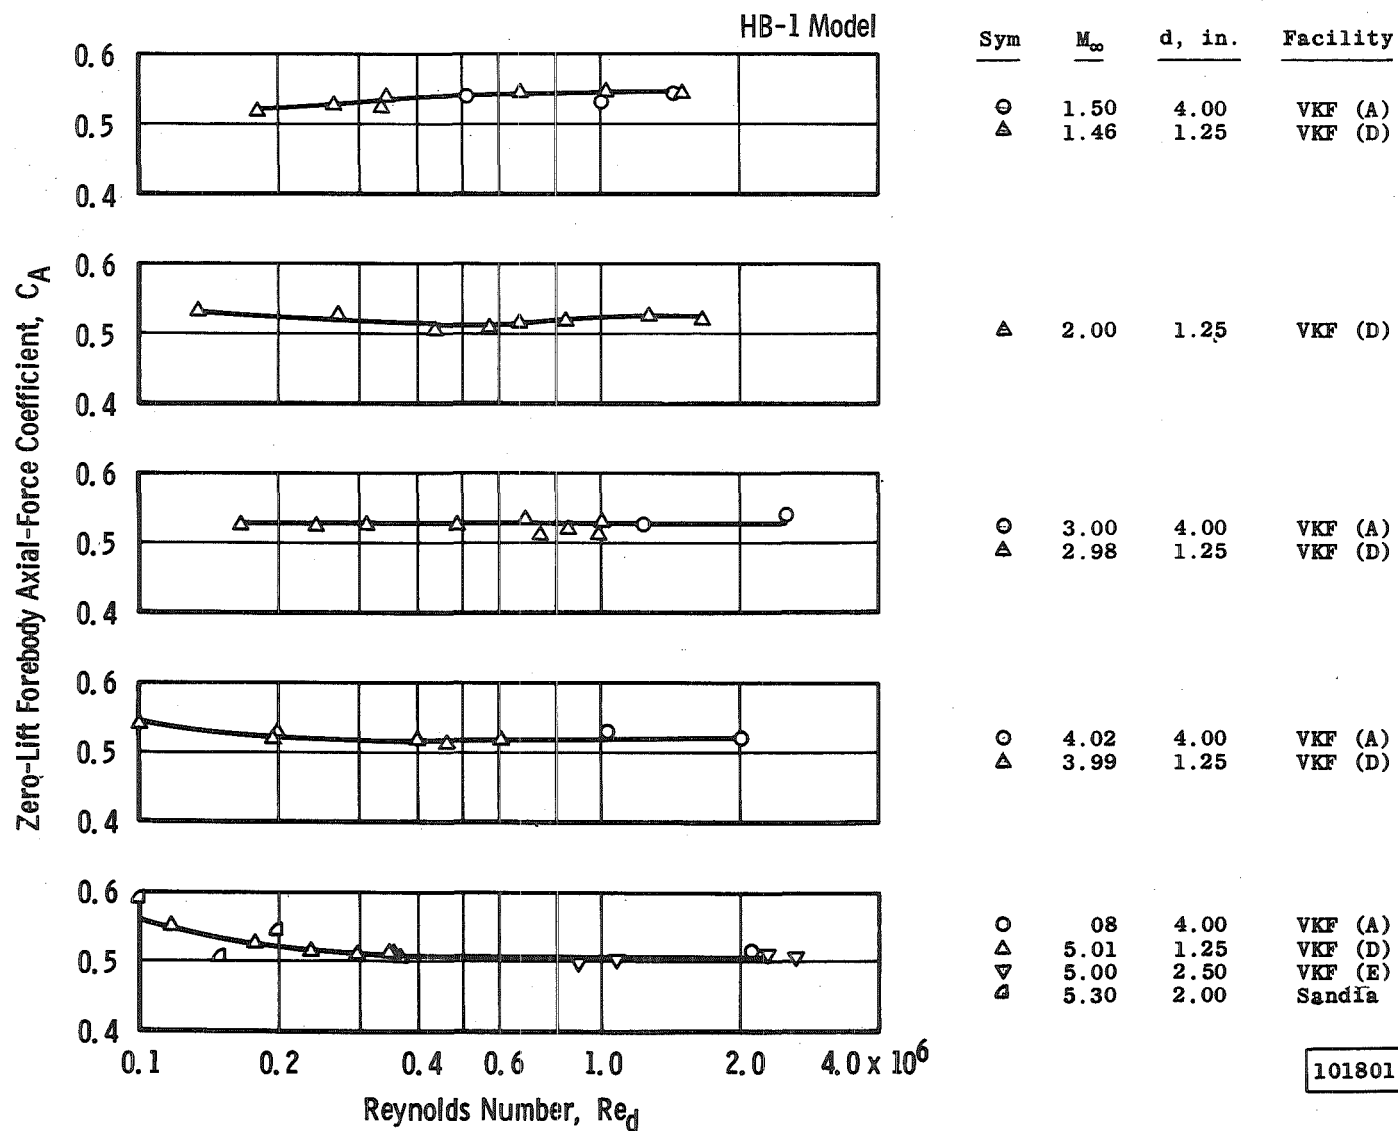 HB-1 Model
Sym M∞ d, in. Facility
0.6
0.5
0.4
1.50 4.00 VKF (A)
1.46 1.25 VKF (D)
0.6
0.5
0.4
2.00 1.25 VKF (D)
0.6
0.5
0.4
3.00 4.00 VKF (A)
2.98 1.25 VKF (D)
0.6
0.5
0.4
4.02 4.00 VKF (A)
3.99 1.25 VKF (D)
0.6
0.5
0.4
08 4.00 VKF (A)
5.01 1.25 VKF (D)
5.00 2.50 VKF (E)
5.30 2.00 Sandia
Zero-Lift Forebody Axial-Force Coefficient, CA
0.1 0.2 0.4 0.6 1.0 2.0 4.0 x 10⁶
Reynolds Number, Red
101801